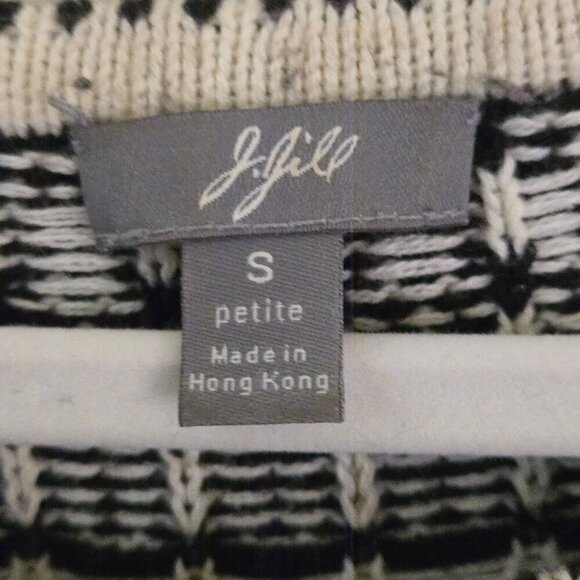 J.Jill
S
petite
Made in
Hong Kong